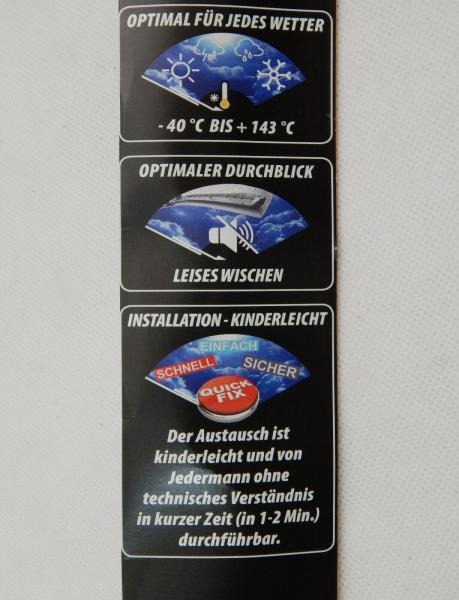 OPTIMAL FÜR JEDES WETTER
- 40 °C BIS + 143 °C
OPTIMALER DURCHBLICK
LEISES WISCHEN
INSTALLATION - KINDERLEICHT
EINFACH
SCHNELL
SICHER
QUICK
FIX
Der Austausch ist
kinderleicht und von
Jedermann ohne
technisches Verständnis
in kurzer Zeit (in 1-2 Min.)
durchführbar.